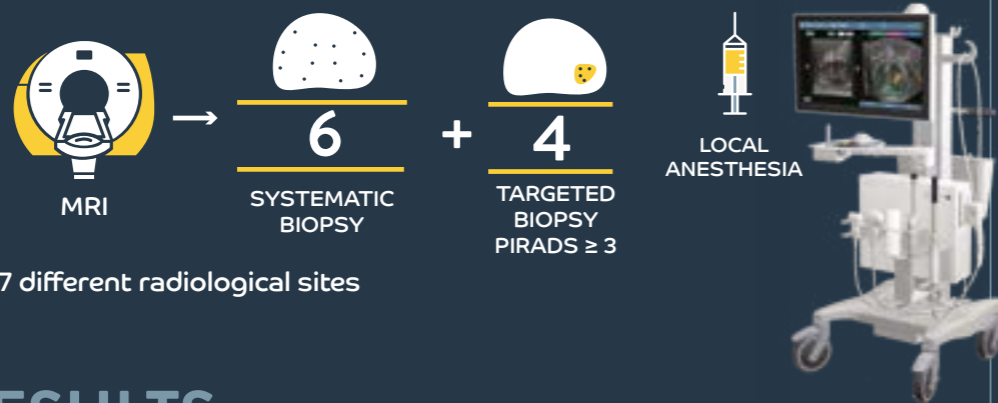 6
+
4
MRI
SYSTEMATIC
BIOPSY
TARGETED
BIOPSY
PIRADS ≥ 3
LOCAL
ANESTHESIA
7 different radiological sites